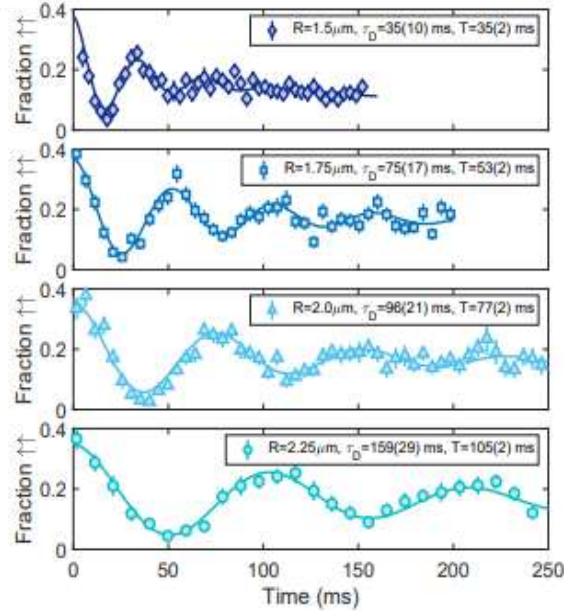 0.4
R=1.5μm, τD=35(10) ms, T=35(2) ms
Fraction ↑↑
0.2
0
0.4
R=1.75μm, τD=75(17) ms, T=53(2) ms
Fraction ↑↑
0.2
0
0.4
R=2.0μm, τD=96(21) ms, T=77(2) ms
Fraction ↑↑
0.2
0
0.4
R=2.25μm, τD=159(29) ms, T=105(2) ms
Fraction ↑↑
0.2
0
0 50 100 150 200 250
Time (ms)